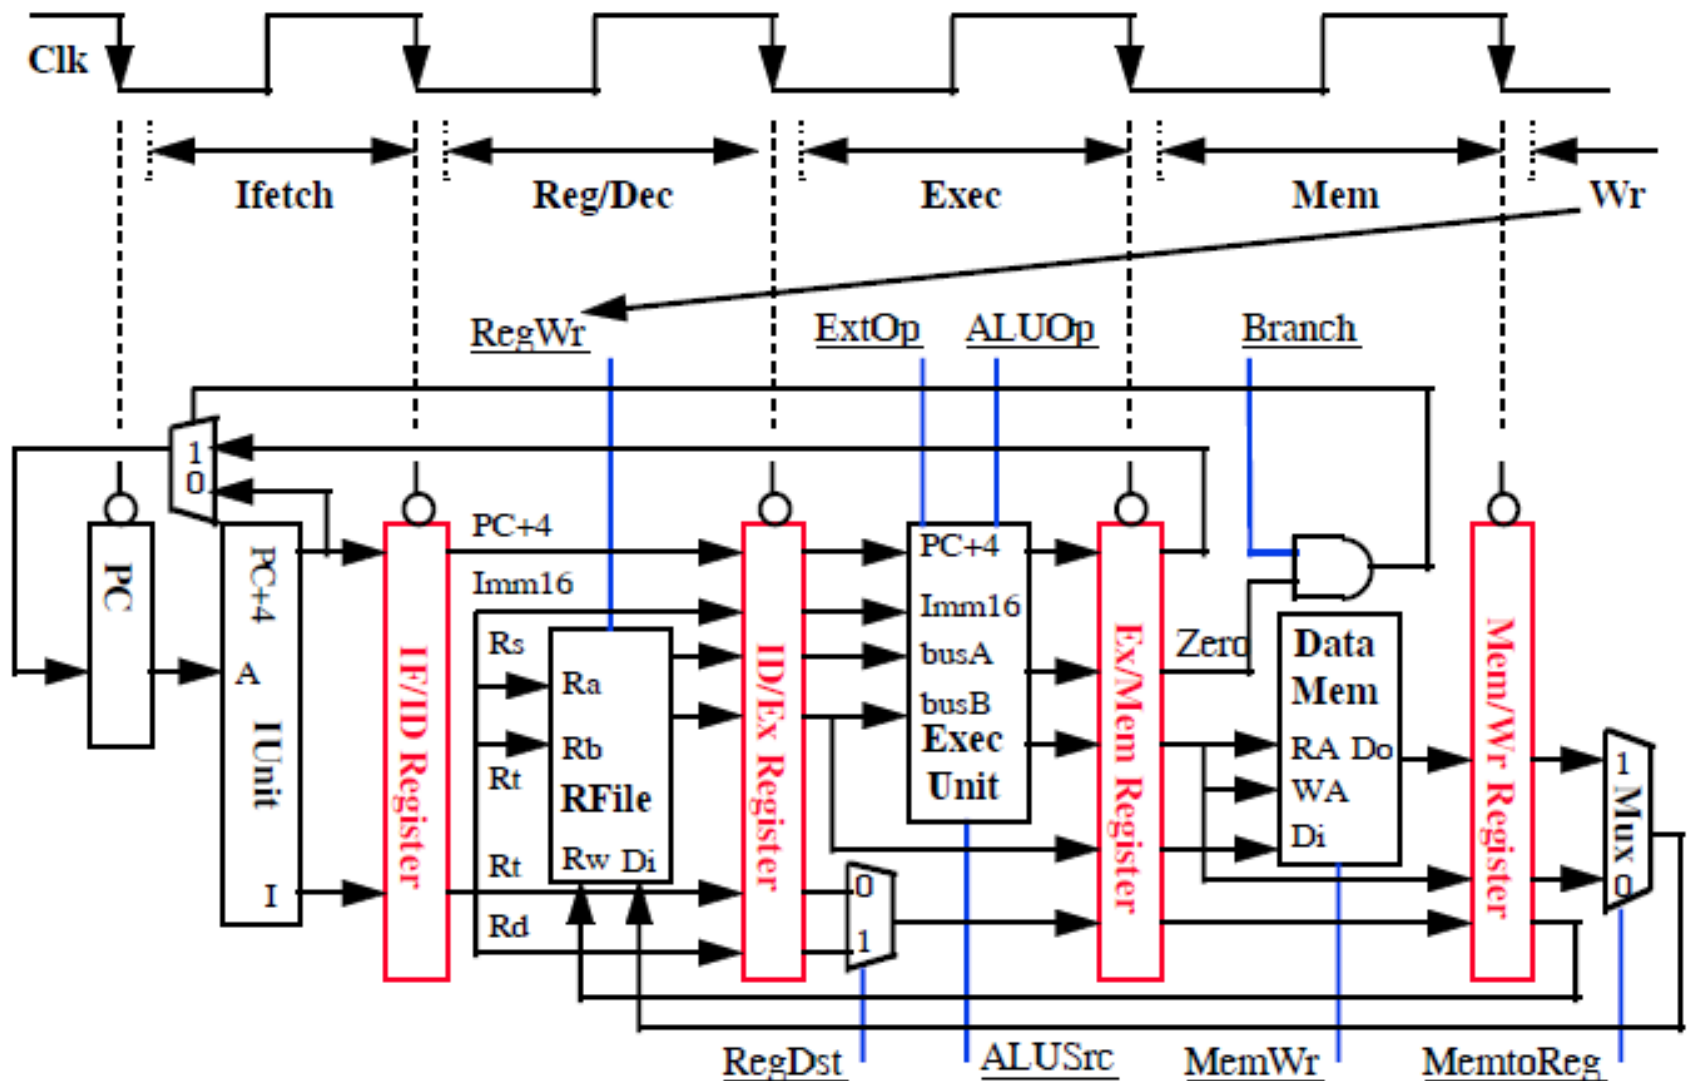 Clk
Ifetch
Reg/Dec
Exec
Mem
Wr
RegWr
ExtOp
ALUOp
Branch
1
0
PC
PC+4
A
IUnit
I
IF/ID Register
PC+4
Imm16
Rs
Ra
Rb
Rt
RFile
Rt
Rw Di
Rd
ID/Ex Register
0
1
PC+4
Imm16
busA
busB
Exec
Unit
Ex/Mem Register
Zero
Data
Mem
RA Do
WA
Di
Mem/Wr Register
1
Mux
0
RegDst
ALUSrc
MemWr
MemtoReg